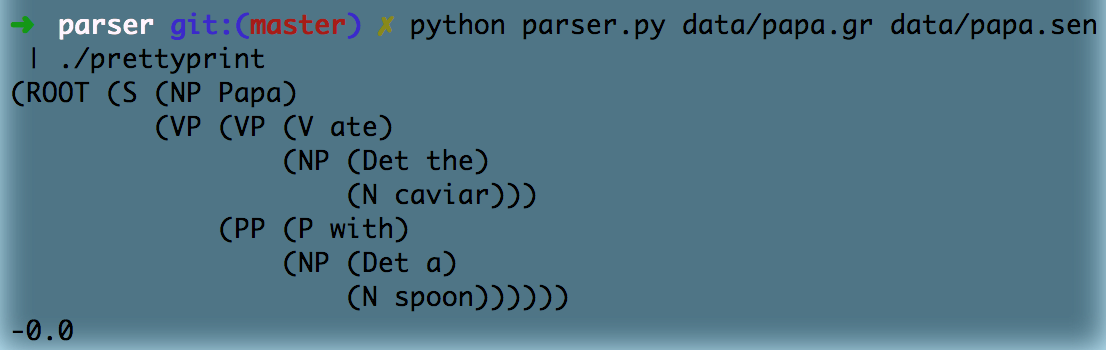 ➜  parser git:(master) ✗ python parser.py data/papa.gr data/papa.sen
 | ./prettyprint
(ROOT (S (NP Papa)
         (VP (VP (V ate)
                 (NP (Det the)
                     (N caviar)))
             (PP (P with)
                 (NP (Det a)
                     (N spoon))))))
-0.0